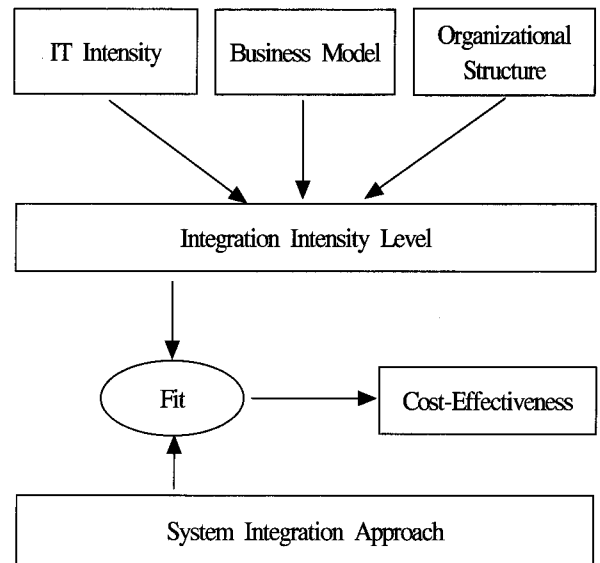 IT Intensity
Business Model
Organizational
Structure
Integration Intensity Level
Fit
Cost-Effectiveness
System Integration Approach